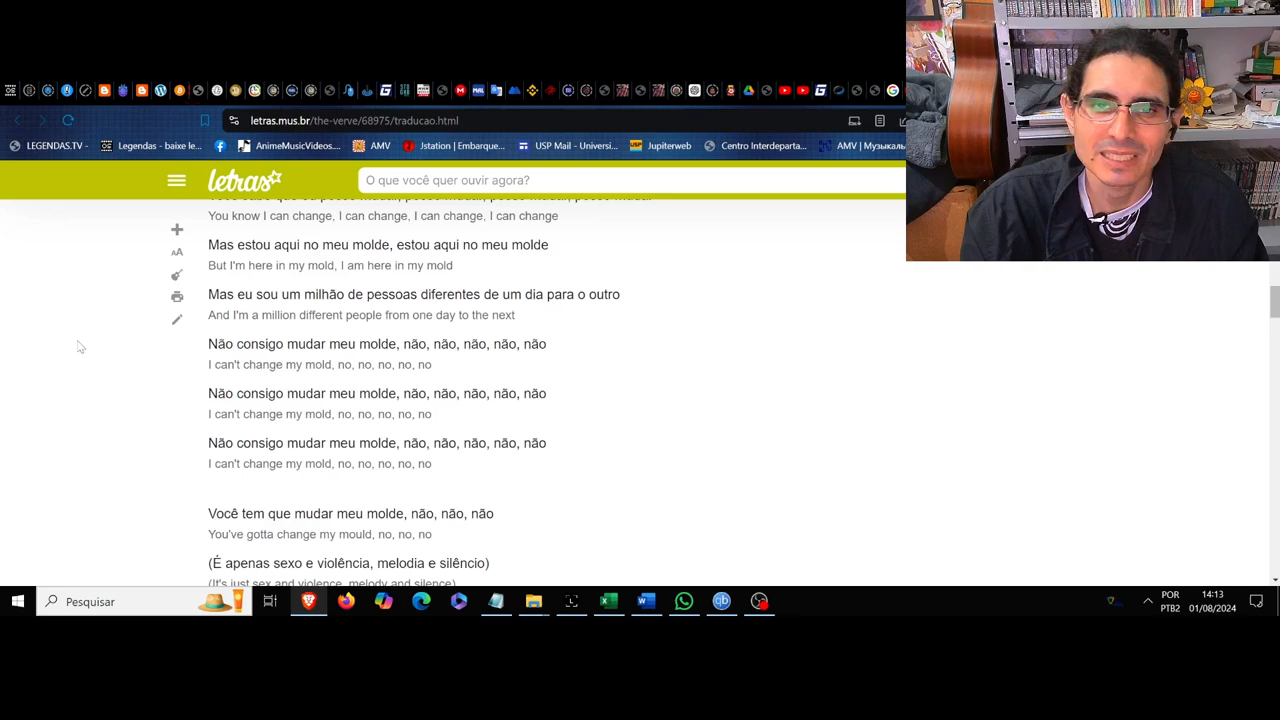 letras.mus.br/the-verve/68975/traducao.html
LEGENDAS.TV -
Legendas - baixe le...
AnimeMusicVideos....
AMV
Jstation | Embarque...
USP Mail - Universi...
Jupiterweb
Centro Interdeparta...
AMV | Музыкаль
letras
O que você quer ouvir agora?
You know I can change, I can change, I can change, I can change
Mas estou aqui no meu molde, estou aqui no meu molde
But I'm here in my mold, I am here in my mold
Mas eu sou um milhão de pessoas diferentes de um dia para o outro
And I'm a million different people from one day to the next
Não consigo mudar meu molde, não, não, não, não, não
I can't change my mold, no, no, no, no, no
Não consigo mudar meu molde, não, não, não, não, não
I can't change my mold, no, no, no, no, no
Não consigo mudar meu molde, não, não, não, não, não
I can't change my mold, no, no, no, no, no
Você tem que mudar meu molde, não, não, não
You've gotta change my mould, no, no, no
(É apenas sexo e violência, melodia e silêncio)
(It's just sex and violence, melody and silence)
Pesquisar
POR
PTB2
14:13
01/08/2024